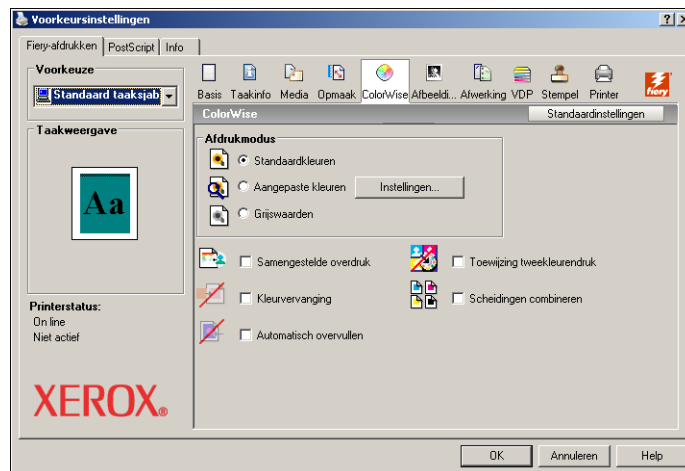 Voorkeursinstellingen
Fiery-afdrukken PostScript Info
Voorkeuze
Standaard taaksjab
Taakweergave
Aa
Printerstatus:
On line
Niet actief
XEROX®
Basis Taakinfo Media Opmaak ColorWise Afbeeldi... Afwerking VDP Stempel Printer
fiery
ColorWise Standaardinstellingen
Afdrukmodus
Standaardkleuren
Aangepaste kleuren Instellingen...
Grijswaarden
Samengestelde overdruk Toewijzing tweekleurendruk
Kleurvervanging Scheidingen combineren
Automatisch overvullen
OK Annuleren Help